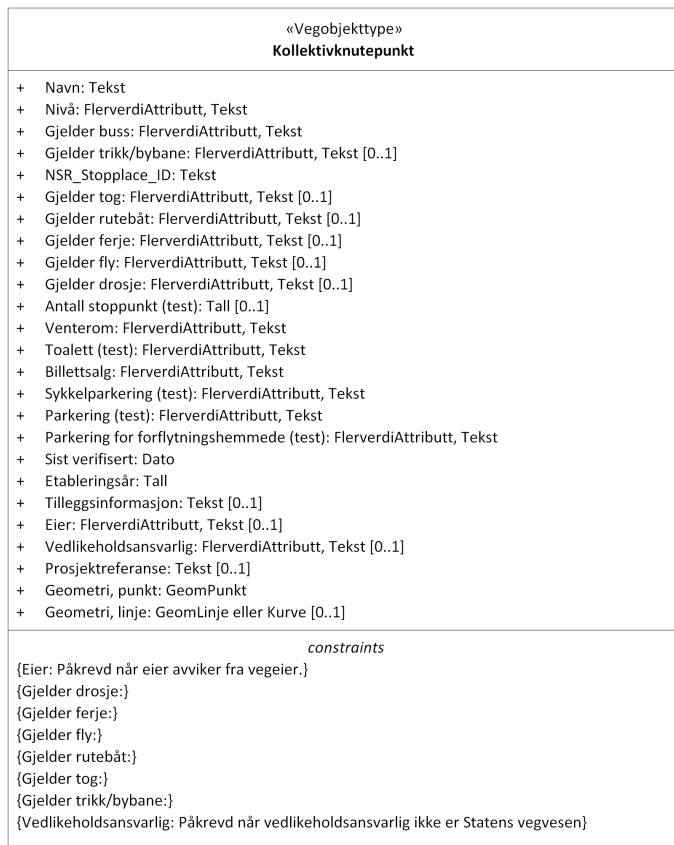 «Vegobjekttype»
Kollektivknutepunkt
+ Navn: Tekst
+ Nivå: FlerverdiAttributt, Tekst
+ Gjelder buss: FlerverdiAttributt, Tekst
+ Gjelder trikk/bybane: FlerverdiAttributt, Tekst [0..1]
+ NSR_Stopplace_ID: Tekst
+ Gjelder tog: FlerverdiAttributt, Tekst [0..1]
+ Gjelder rutebåt: FlerverdiAttributt, Tekst [0..1]
+ Gjelder ferje: FlerverdiAttributt, Tekst [0..1]
+ Gjelder fly: FlerverdiAttributt, Tekst [0..1]
+ Gjelder drosje: FlerverdiAttributt, Tekst [0..1]
+ Antall stoppunkt (test): Tall [0..1]
+ Venterom: FlerverdiAttributt, Tekst
+ Toalett (test): FlerverdiAttributt, Tekst
+ Billettsalg: FlerverdiAttributt, Tekst
+ Sykkelparkering (test): FlerverdiAttributt, Tekst
+ Parkering (test): FlerverdiAttributt, Tekst
+ Parkering for forflytningshemmede (test): FlerverdiAttributt, Tekst
+ Sist verifisert: Dato
+ Etableringsår: Tall
+ Tilleggsinformasjon: Tekst [0..1]
+ Eier: FlerverdiAttributt, Tekst [0..1]
+ Vedlikeholdsansvarlig: FlerverdiAttributt, Tekst [0..1]
+ Prosjektreferanse: Tekst [0..1]
+ Geometri, punkt: GeomPunkt
+ Geometri, linje: GeomLinje eller Kurve [0..1]
constraints
{Eier: Påkrevd når eier avviker fra vegeier.}
{Gjelder drosje:}
{Gjelder ferje:}
{Gjelder fly:}
{Gjelder rutebåt:}
{Gjelder tog:}
{Gjelder trikk/bybane:}
{Vedlikeholdsansvarlig: Påkrevd når vedlikeholdsansvarlig ikke er Statens vegvesen}